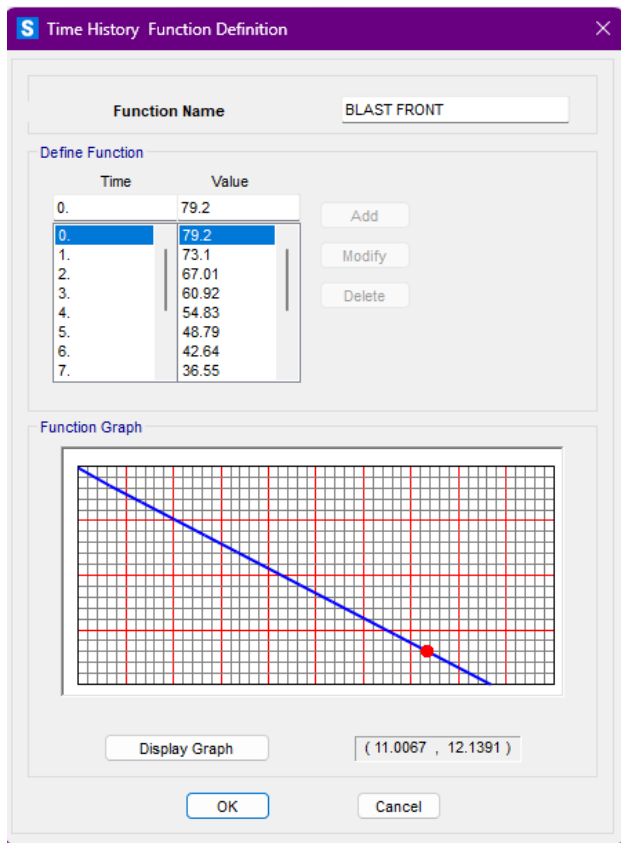 S Time History Function Definition
Function Name BLAST FRONT
Define Function
Time Value
0. 79.2 Add
0. 79.2
1. 73.1 Modify
2. 67.01
3. 60.92 Delete
4. 54.83
5. 48.79
6. 42.64
7. 36.55
Function Graph
Display Graph ( 11.0067 , 12.1391 )
OK Cancel